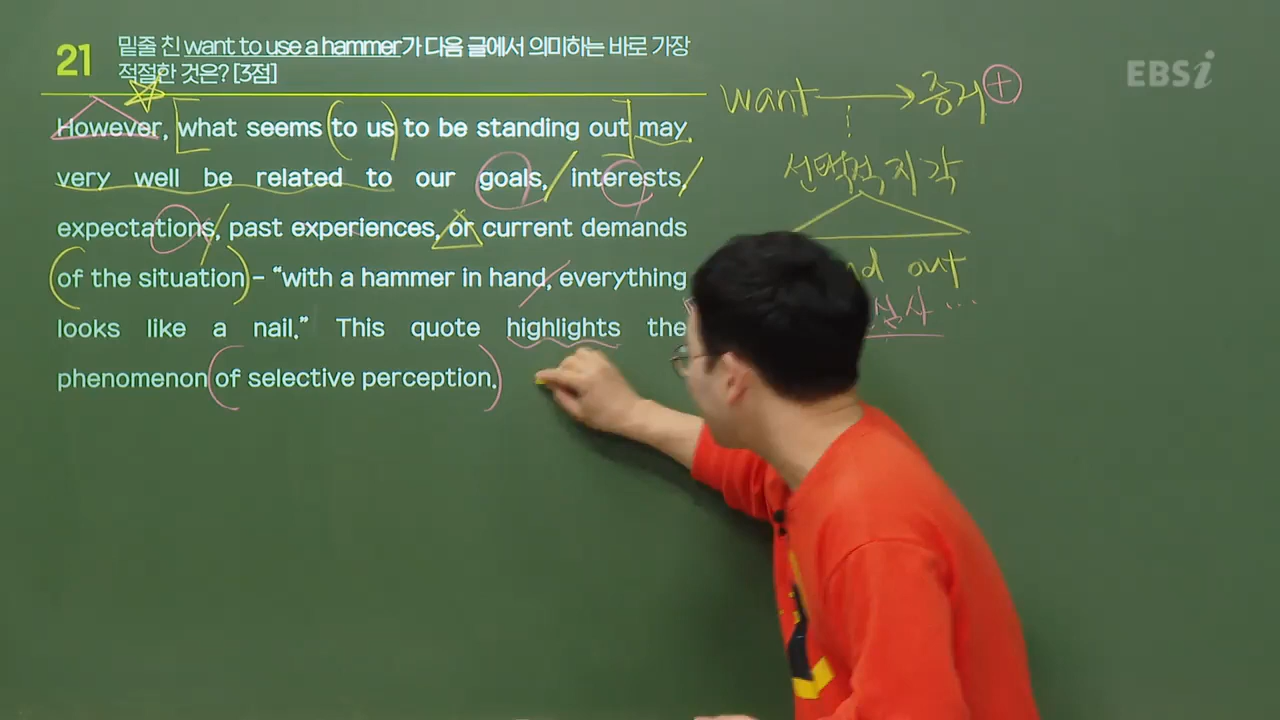 21
밑줄 친 want to use a hammer가 다음 글에서 의미하는 바로 가장
적절한 것은? [3점]
However, what seems to us to be standing out may
very well be related to our goals, interests,
expectations, past experiences, or current demands
of the situation – “with a hammer in hand, everything
looks like a nail.” This quote highlights the
phenomenon of selective perception.
EBSi
want → 증거 +
선택적 지각
out